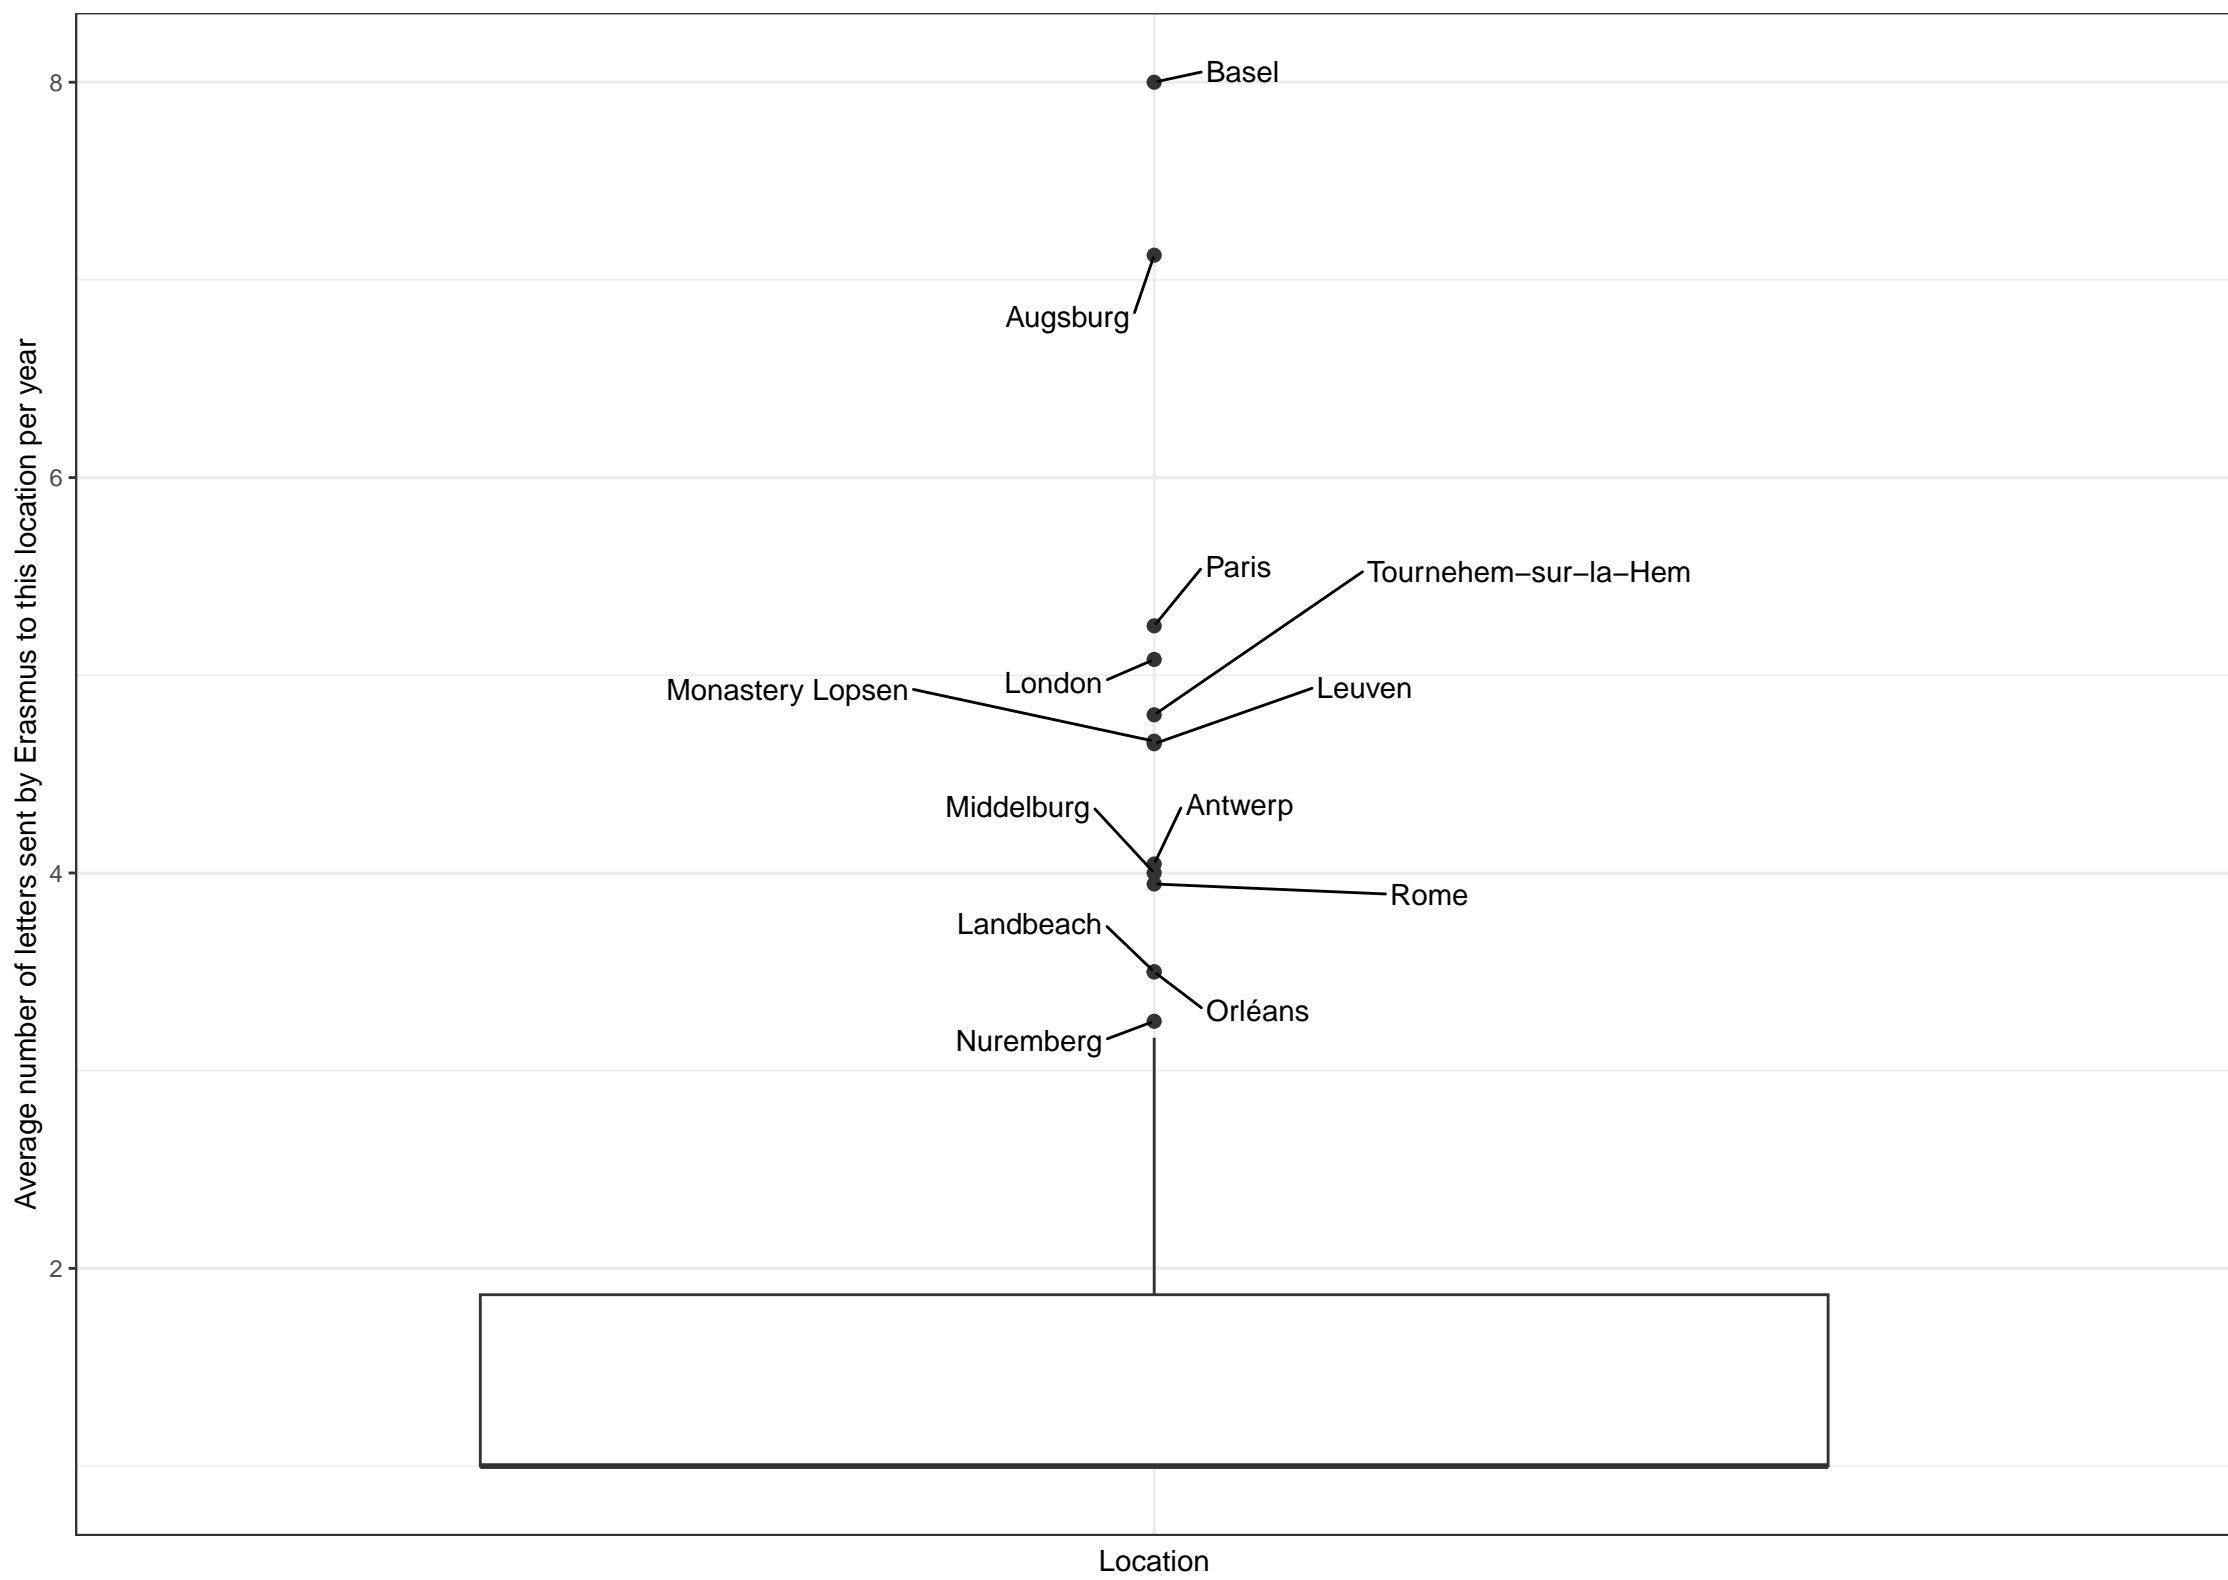 Average number of letters sent by Erasmus to this location per year
8
6
4
2
Basel
Augsburg
Paris
Tournehem−sur−la−Hem
London
Monastery Lopsen
Leuven
Middelburg
Antwerp
Rome
Landbeach
Orléans
Nuremberg
Location